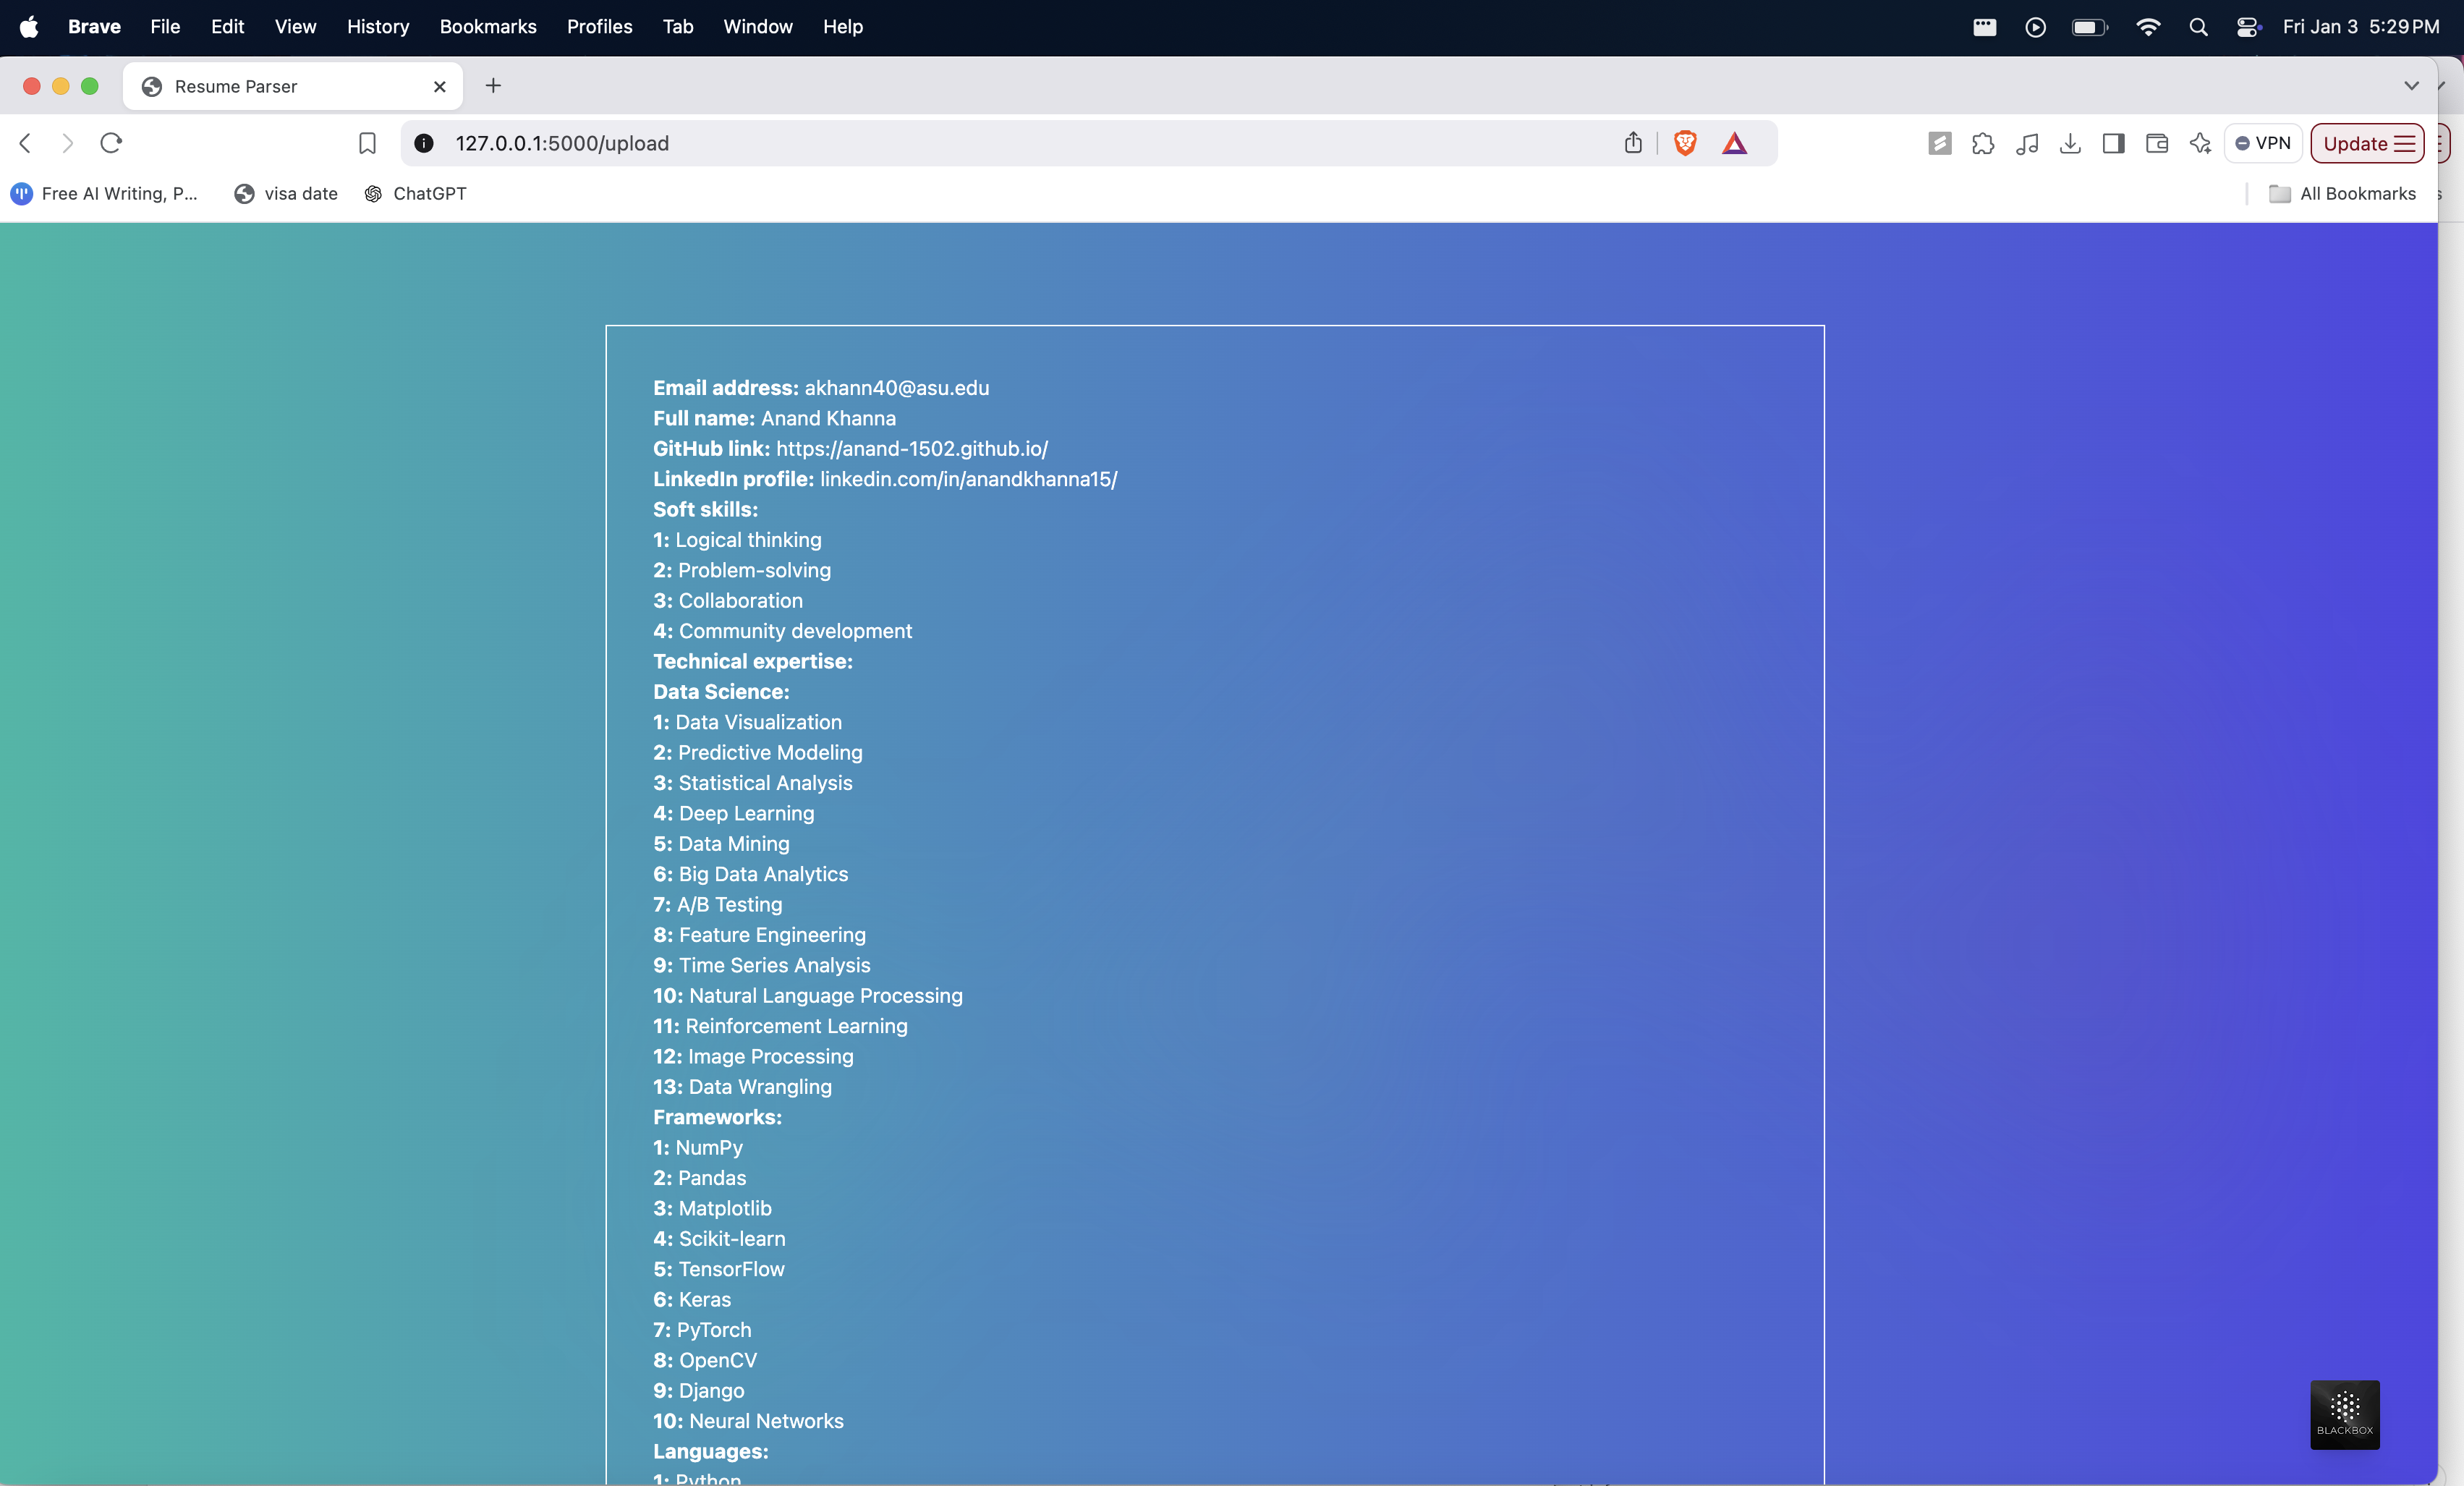 Brave File Edit View History Bookmarks Profiles Tab Window Help Fri Jan 3 5:29 PM
Resume Parser
127.0.0.1:5000/upload VPN Update
Free AI Writing, P... visa date ChatGPT All Bookmarks
Email address: akhann40@asu.edu
Full name: Anand Khanna
GitHub link: https://anand-1502.github.io/
LinkedIn profile: linkedin.com/in/anandkhanna15/
Soft skills:
1: Logical thinking
2: Problem-solving
3: Collaboration
4: Community development
Technical expertise:
Data Science:
1: Data Visualization
2: Predictive Modeling
3: Statistical Analysis
4: Deep Learning
5: Data Mining
6: Big Data Analytics
7: A/B Testing
8: Feature Engineering
9: Time Series Analysis
10: Natural Language Processing
11: Reinforcement Learning
12: Image Processing
13: Data Wrangling
Frameworks:
1: NumPy
2: Pandas
3: Matplotlib
4: Scikit-learn
5: TensorFlow
6: Keras
7: PyTorch
8: OpenCV
9: Django
10: Neural Networks
Languages:
1: Python
BLACKBOX